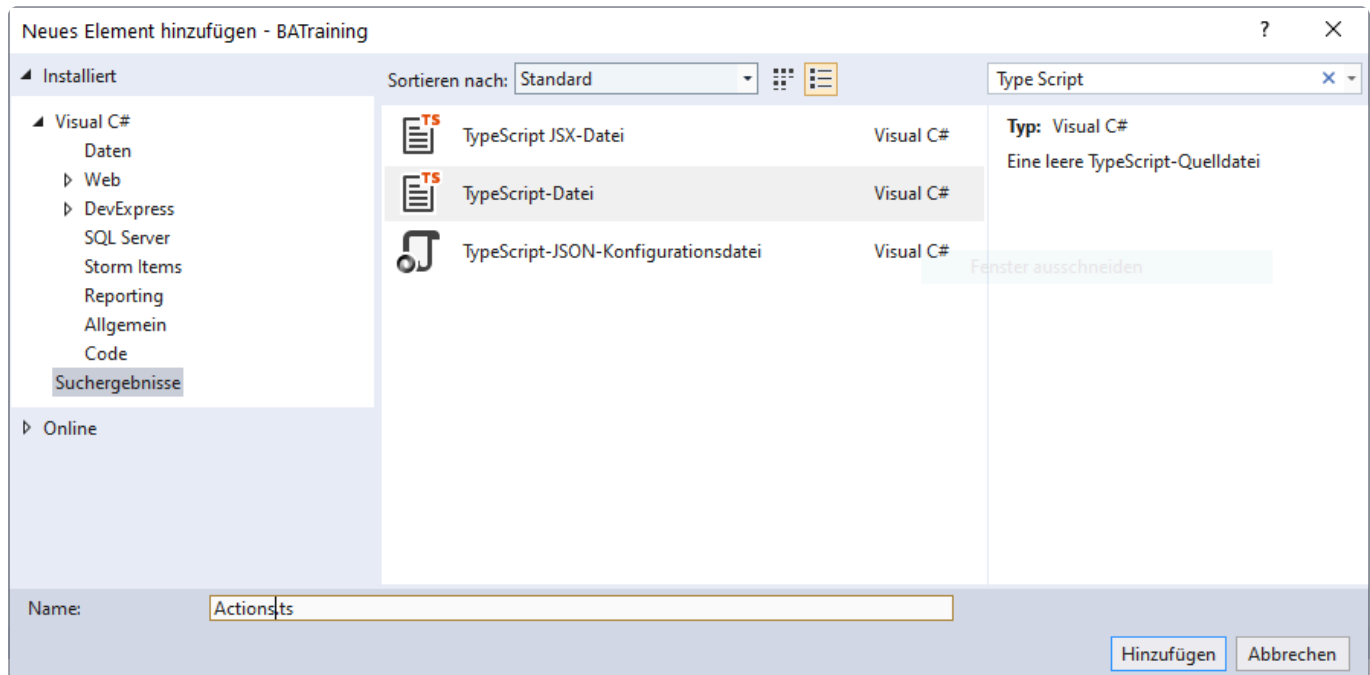 Neues Element hinzufügen - BATraining
?
Installiert
Sortieren nach: Standard
Type Script
Visual C#
Daten
Web
DevExpress
SQL Server
Storm Items
Reporting
Allgemein
Code
Suchergebnisse
Online
TS TypeScript JSX-Datei Visual C#
TS TypeScript-Datei Visual C#
TypeScript-JSON-Konfigurationsdatei Visual C#
Typ: Visual C#
Eine leere TypeScript-Quelldatei
Fenster ausschneiden
Name: Actions.ts
Hinzufügen Abbrechen